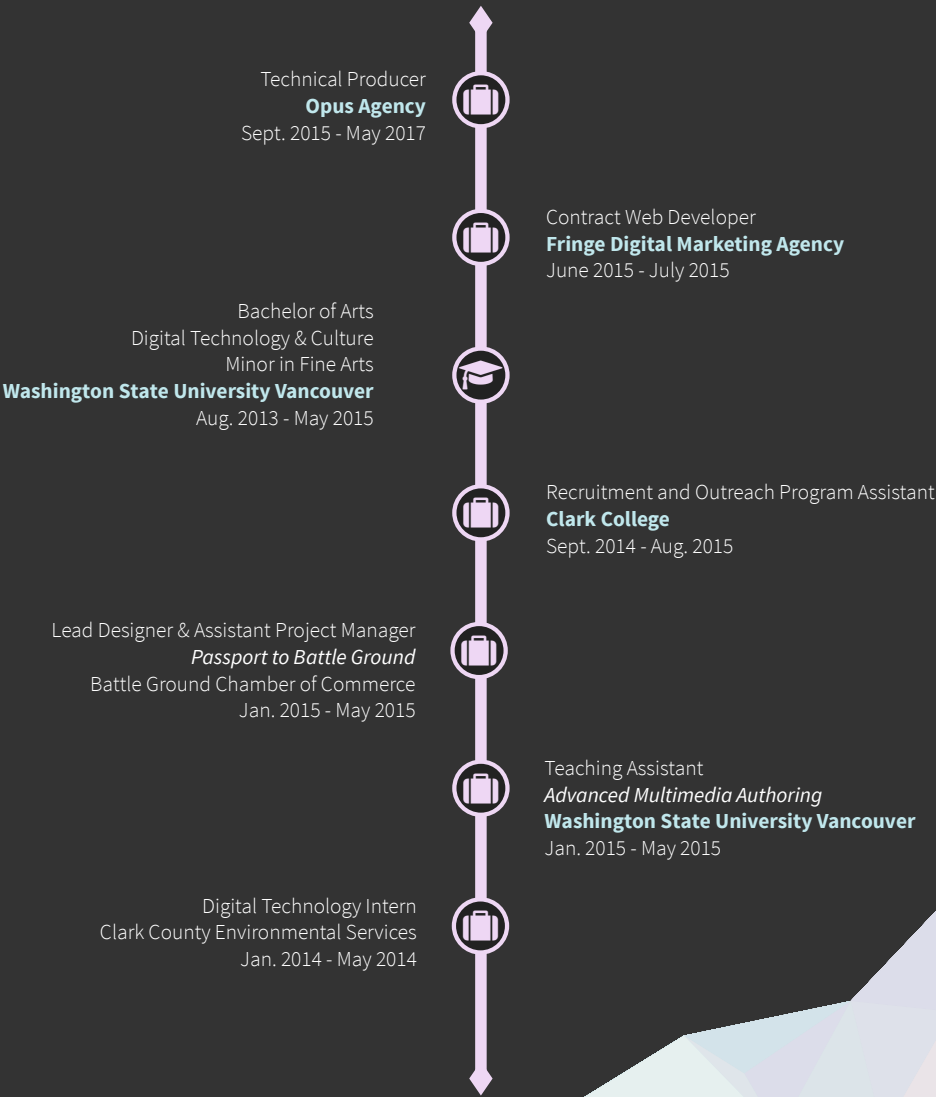 Technical Producer
Opus Agency
Sept. 2015 - May 2017
Contract Web Developer
Fringe Digital Marketing Agency
June 2015 - July 2015
Bachelor of Arts
Digital Technology & Culture
Minor in Fine Arts
Washington State University Vancouver
Aug. 2013 - May 2015
Recruitment and Outreach Program Assistant
Clark College
Sept. 2014 - Aug. 2015
Lead Designer & Assistant Project Manager
Passport to Battle Ground
Battle Ground Chamber of Commerce
Jan. 2015 - May 2015
Teaching Assistant
Advanced Multimedia Authoring
Washington State University Vancouver
Jan. 2015 - May 2015
Digital Technology Intern
Clark County Environmental Services
Jan. 2014 - May 2014